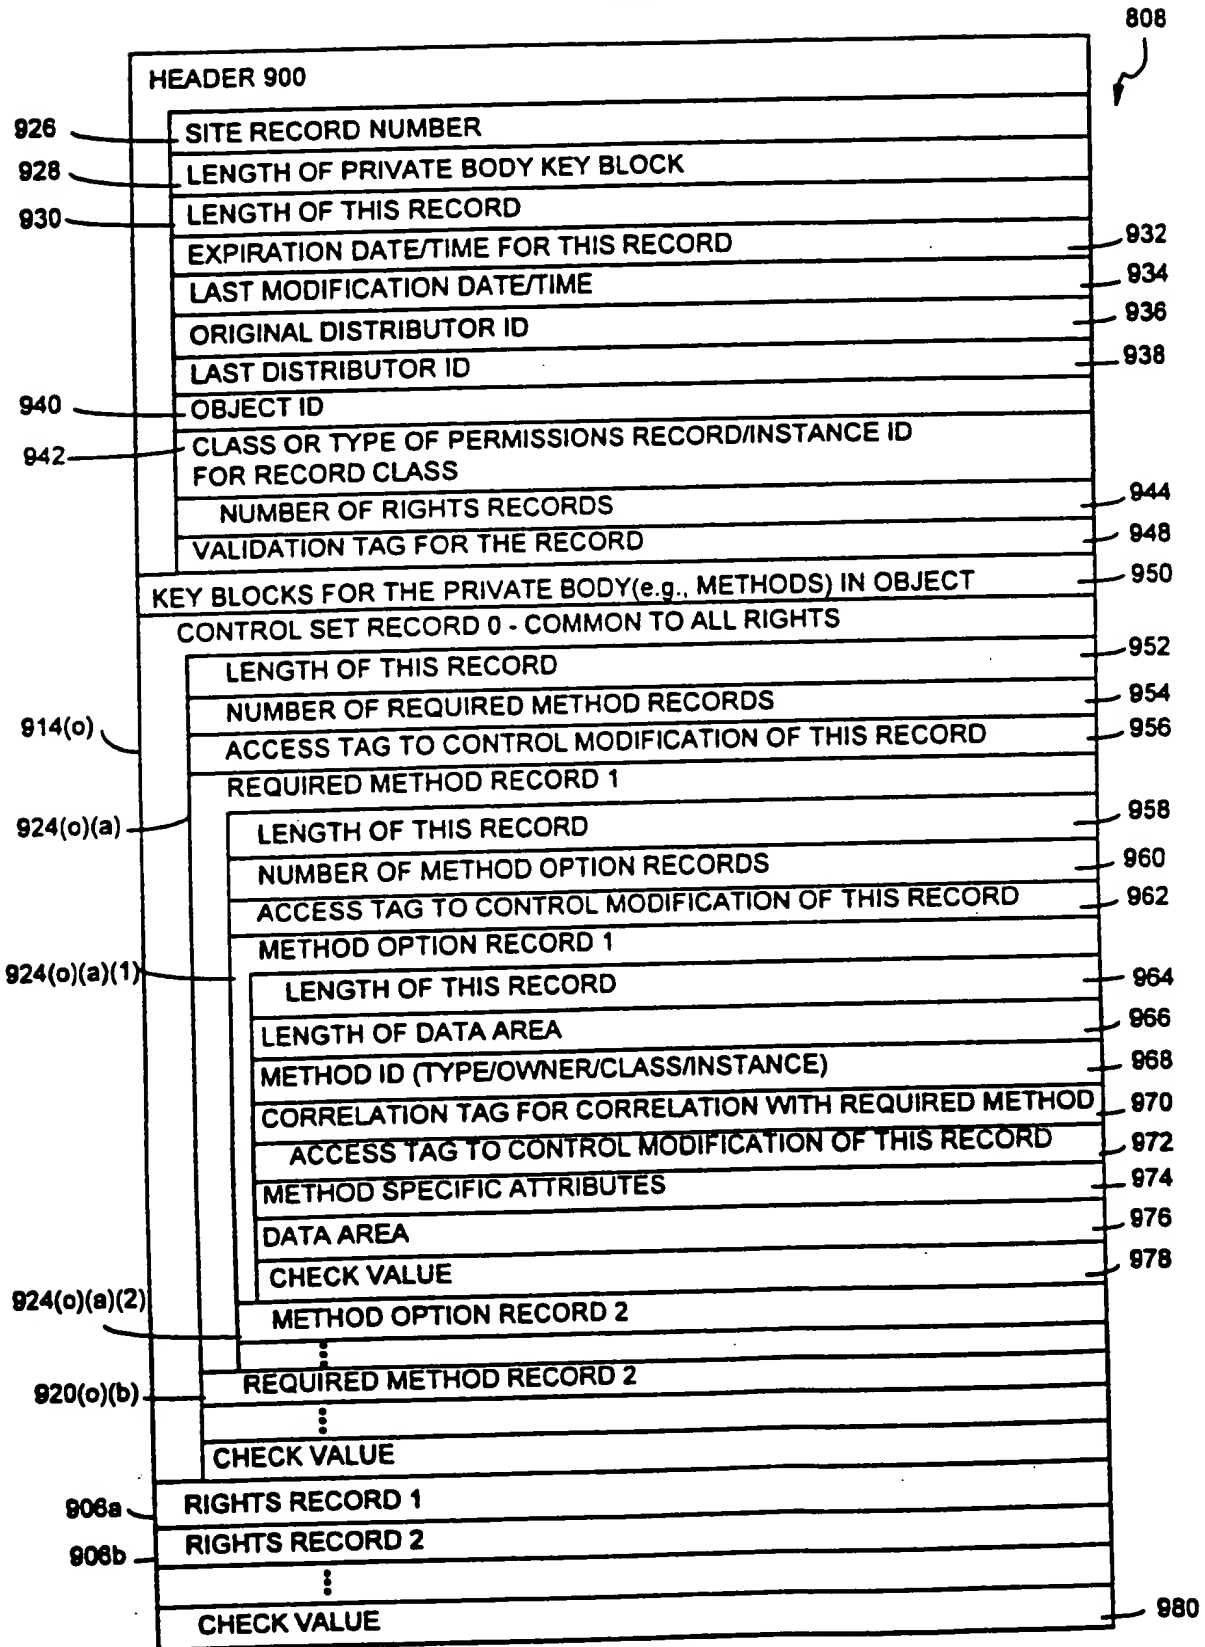 808
HEADER 900
926 SITE RECORD NUMBER
928 LENGTH OF PRIVATE BODY KEY BLOCK
930 LENGTH OF THIS RECORD
EXPIRATION DATE/TIME FOR THIS RECORD 932
LAST MODIFICATION DATE/TIME 934
ORIGINAL DISTRIBUTOR ID 936
LAST DISTRIBUTOR ID 938
940 OBJECT ID
942 CLASS OR TYPE OF PERMISSIONS RECORD/INSTANCE ID
FOR RECORD CLASS
NUMBER OF RIGHTS RECORDS 944
VALIDATION TAG FOR THE RECORD 948
KEY BLOCKS FOR THE PRIVATE BODY(e.g., METHODS) IN OBJECT 950
CONTROL SET RECORD 0 - COMMON TO ALL RIGHTS
LENGTH OF THIS RECORD 952
NUMBER OF REQUIRED METHOD RECORDS 954
914(o) ACCESS TAG TO CONTROL MODIFICATION OF THIS RECORD 956
REQUIRED METHOD RECORD 1
924(o)(a) LENGTH OF THIS RECORD 958
NUMBER OF METHOD OPTION RECORDS 960
ACCESS TAG TO CONTROL MODIFICATION OF THIS RECORD 962
METHOD OPTION RECORD 1
924(o)(a)(1) LENGTH OF THIS RECORD 964
LENGTH OF DATA AREA 966
METHOD ID (TYPE/OWNER/CLASS/INSTANCE) 968
CORRELATION TAG FOR CORRELATION WITH REQUIRED METHOD 970
ACCESS TAG TO CONTROL MODIFICATION OF THIS RECORD 972
METHOD SPECIFIC ATTRIBUTES 974
DATA AREA 976
CHECK VALUE 978
924(o)(a)(2) METHOD OPTION RECORD 2
920(o)(b) REQUIRED METHOD RECORD 2
CHECK VALUE
906a RIGHTS RECORD 1
906b RIGHTS RECORD 2
CHECK VALUE 980